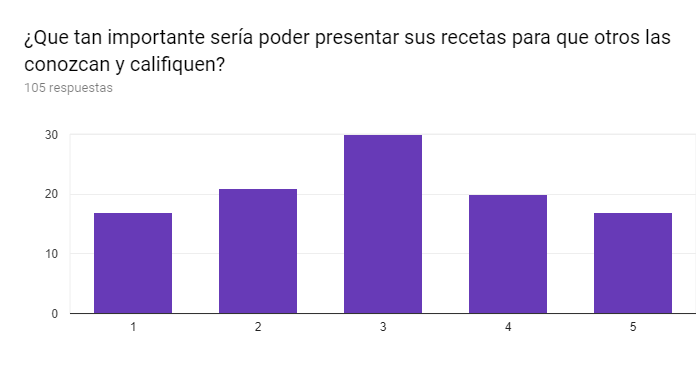 ¿Que tan importante sería poder presentar sus recetas para que otros las
conozcan y califiquen?
105 respuestas
30
20
10
0
1 2 3 4 5